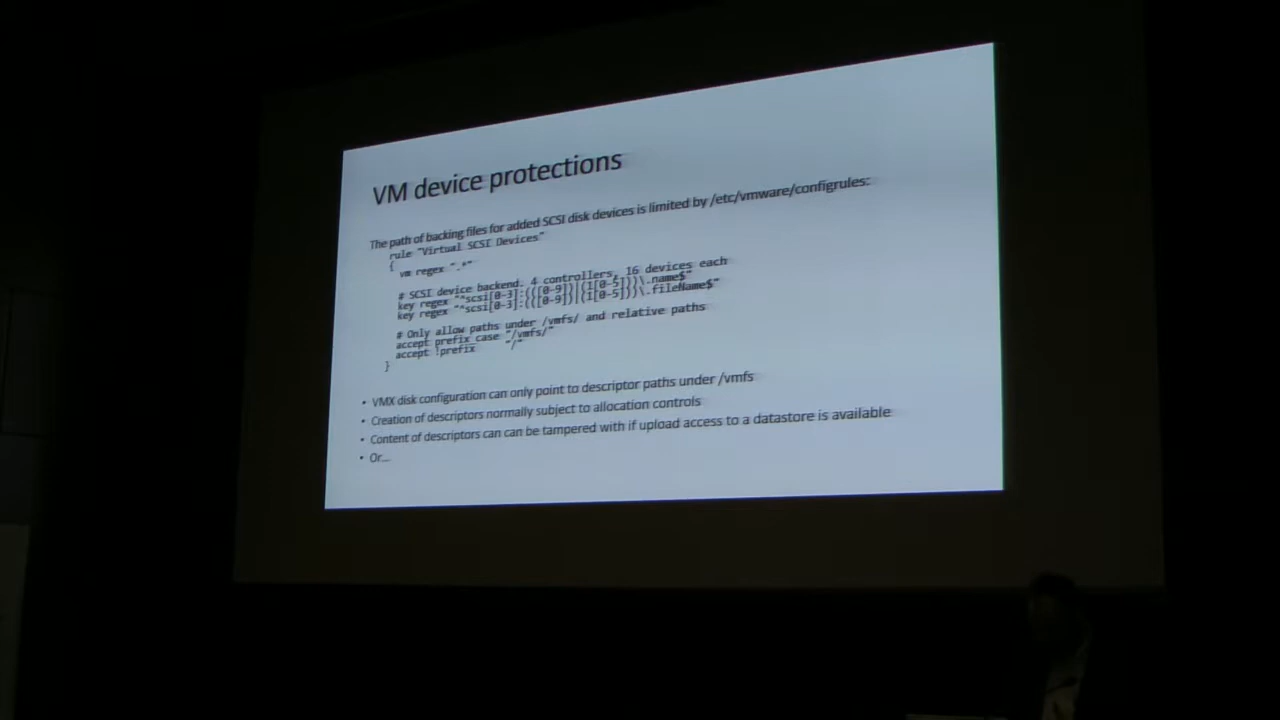 VM device protections
The path of backing files for added SCSI disk devices is limited by /etc/vmware/configrules:
rule "Virtual SCSI Devices"
{
vm regex ".*"
# SCSI device backend. 4 controllers, 16 devices each
key regex "^scsi[0-3]:(([0-9])|(1[0-5]))\.name$"
key regex "^scsi[0-3]:(([0-9])|(1[0-5]))\.fileName$"
# Only allow paths under /vmfs/ and relative paths
accept prefix_case "/vmfs/"
accept !prefix "/"
}
• VMX disk configuration can only point to descriptor paths under /vmfs
• Creation of descriptors normally subject to allocation controls
• Content of descriptors can can be tampered with if upload access to a datastore is available
• Or...